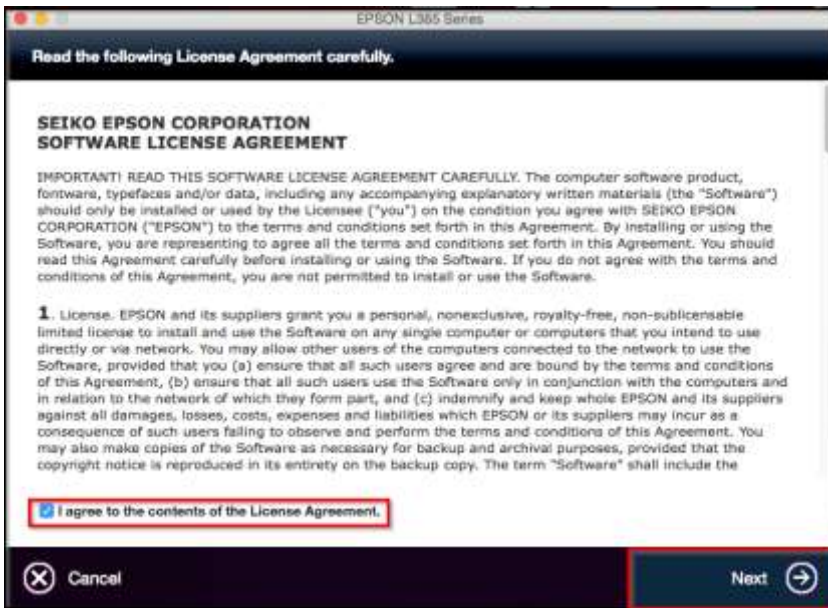 EPSON L365 Series
Read the following License Agreement carefully.
SEIKO EPSON CORPORATION
SOFTWARE LICENSE AGREEMENT
IMPORTANT! READ THIS SOFTWARE LICENSE AGREEMENT CAREFULLY. The computer software product,
fontware, typefaces and/or data, including any accompanying explanatory written materials (the "Software")
should only be installed or used by the Licensee ("you") on the condition you agree with SEIKO EPSON
CORPORATION ("EPSON") to the terms and conditions set forth in this Agreement. By installing or using the
Software, you are representing to agree all the terms and conditions set forth in this Agreement. You should
read this Agreement carefully before installing or using the Software. If you do not agree with the terms and
conditions of this Agreement, you are not permitted to install or use the Software.
1. License. EPSON and its suppliers grant you a personal, nonexclusive, royalty-free, non-sublicensable
limited license to install and use the Software on any single computer or computers that you intend to use
directly or via network. You may allow other users of the computers connected to the network to use the
Software, provided that you (a) ensure that all such users agree and are bound by the terms and conditions
of this Agreement, (b) ensure that all such users use the Software only in conjunction with the computers and
in relation to the network of which they form part, and (c) indemnify and keep whole EPSON and its suppliers
against all damages, losses, costs, expenses and liabilities which EPSON or its suppliers may incur as a
consequence of such users failing to observe and perform the terms and conditions of this Agreement. You
may also make copies of the Software as necessary for backup and archival purposes, provided that the
copyright notice is reproduced in its entirety on the backup copy. The term "Software" shall include the
I agree to the contents of the License Agreement.
Cancel
Next